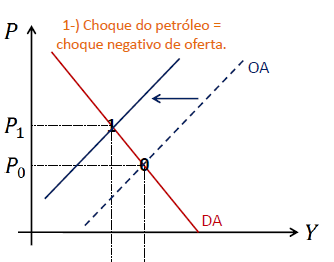 1-) Choque do petróleo =
choque negativo de oferta.
P
OA
P1
1
P0
0
DA
Y